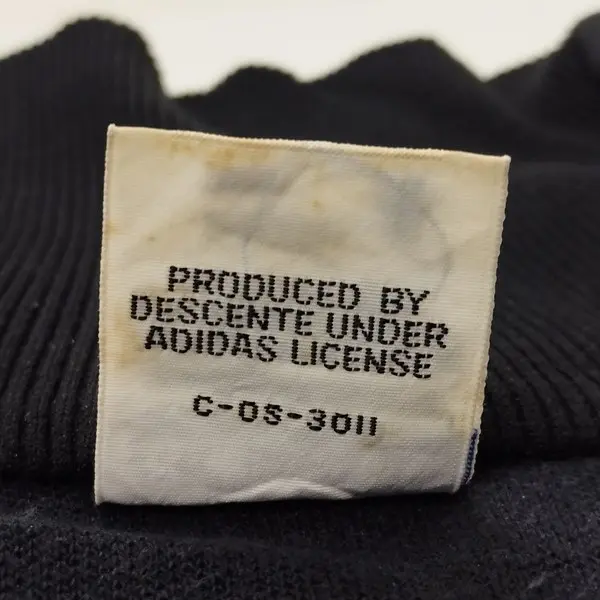 PRODUCED BY
DESCENTE UNDER
ADIDAS LICENSE
C-OS-3011